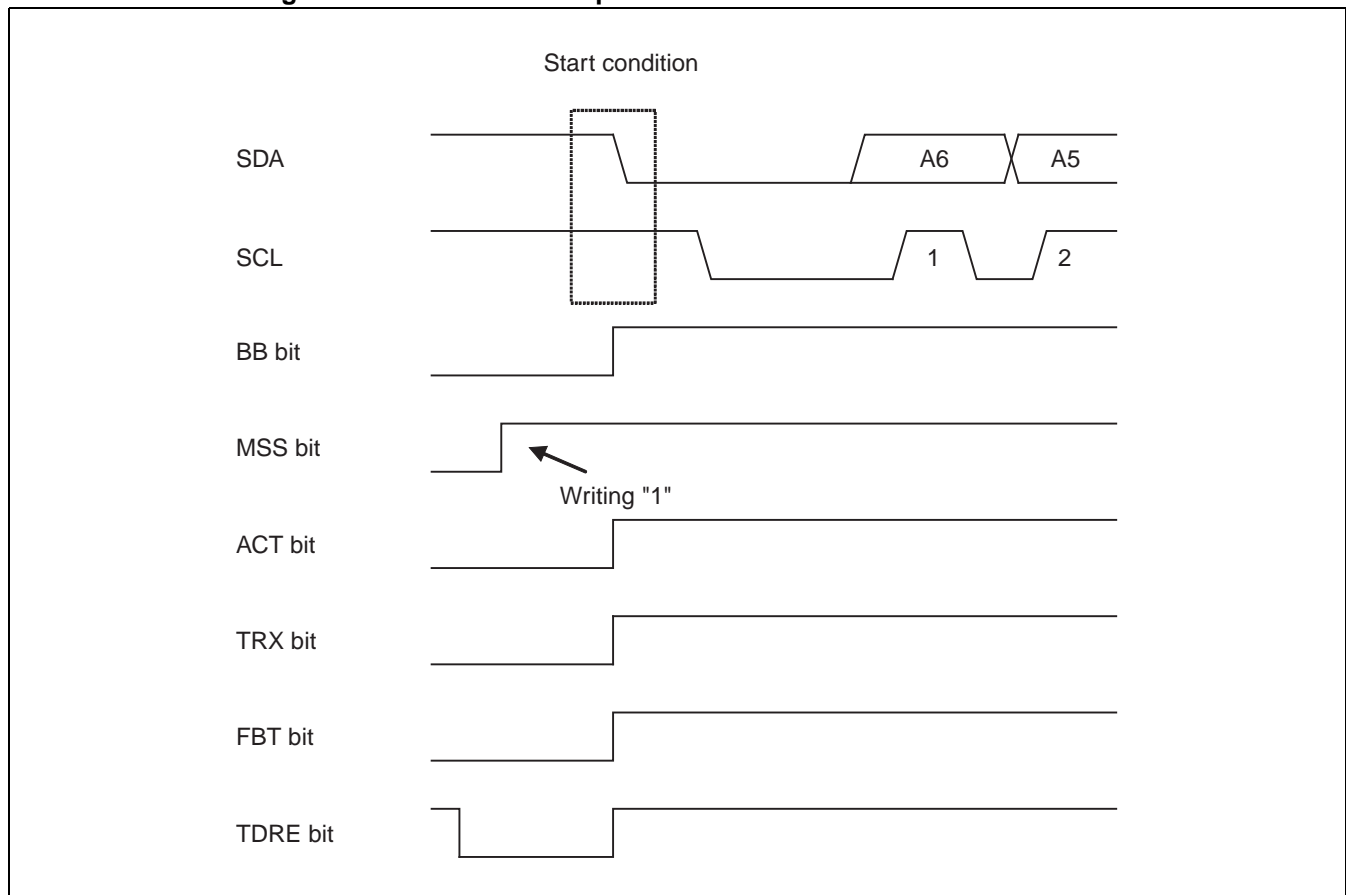 Start condition
SDA
A6
A5
SCL
1
2
BB bit
MSS bit
Writing "1"
ACT bit
TRX bit
FBT bit
TDRE bit